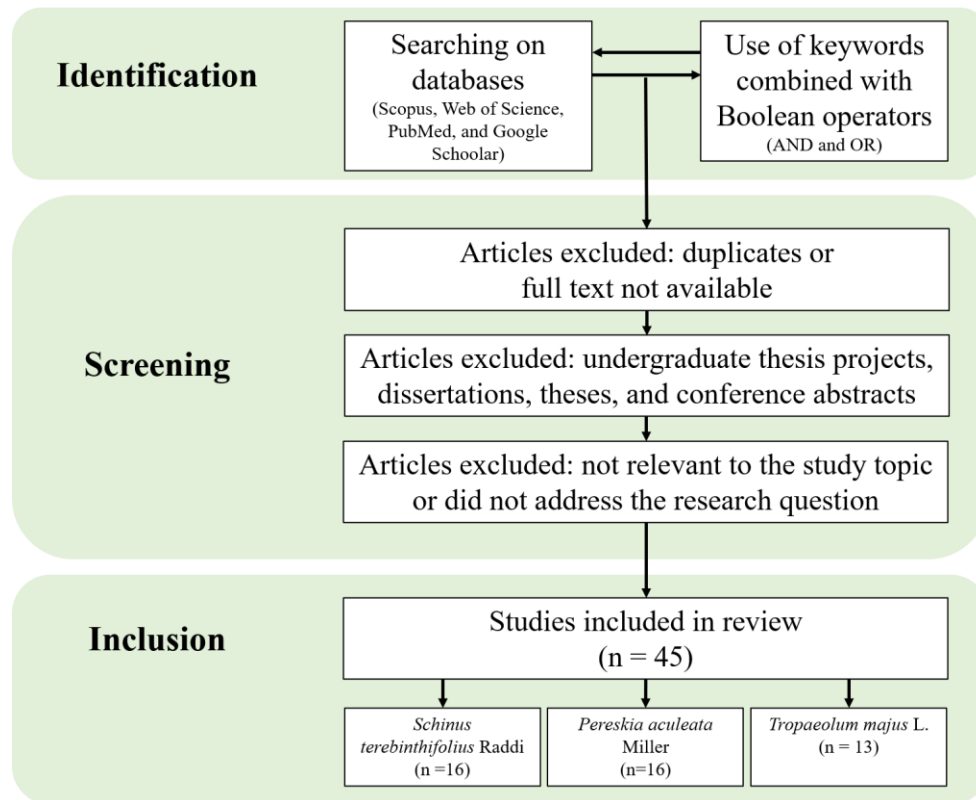 Identification
Searching on
databases
(Scopus, Web of Science,
PubMed, and Google
Schoolar)
Use of keywords
combined with
Boolean operators
(AND and OR)
Screening
Articles excluded: duplicates or
full text not available
Articles excluded: undergraduate thesis projects,
dissertations, theses, and conference abstracts
Articles excluded: not relevant to the study topic
or did not address the research question
Inclusion
Studies included in review
(n = 45)
Schinus
terebinthifolius Raddi
(n =16)
Pereskia aculeata
Miller
(n=16)
Tropaeolum majus L.
(n = 13)